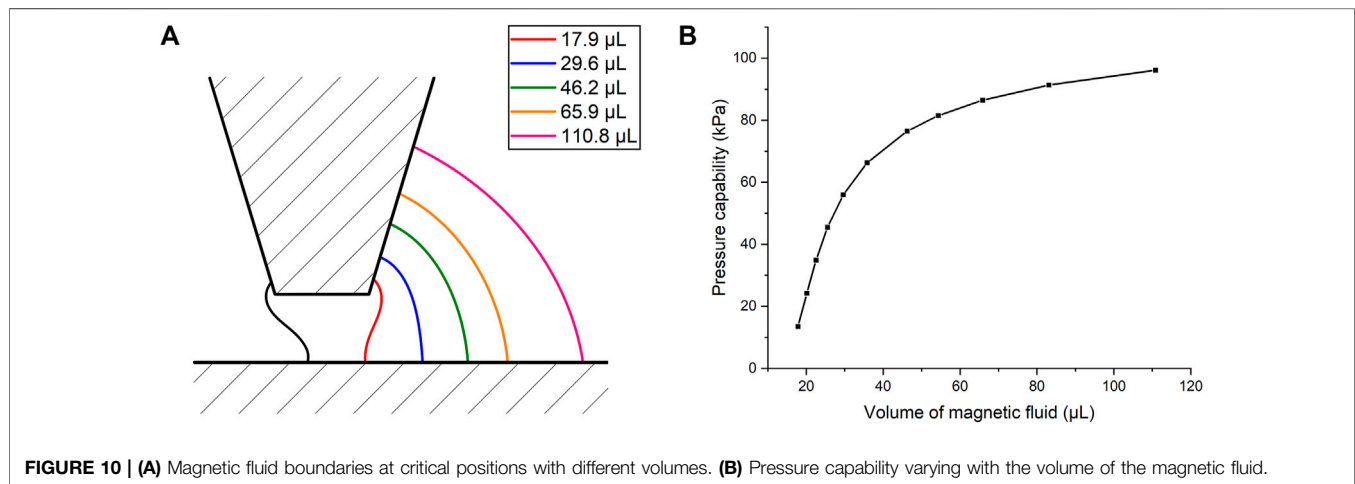 A
17.9 µL
29.6 µL
46.2 µL
65.9 µL
110.8 µL
B
100
80
60
40
20
0
Pressure capability (kPa)
20 40 60 80 100 120
Volume of magnetic fluid (µL)
FIGURE 10 | (A) Magnetic fluid boundaries at critical positions with different volumes. (B) Pressure capability varying with the volume of the magnetic fluid.